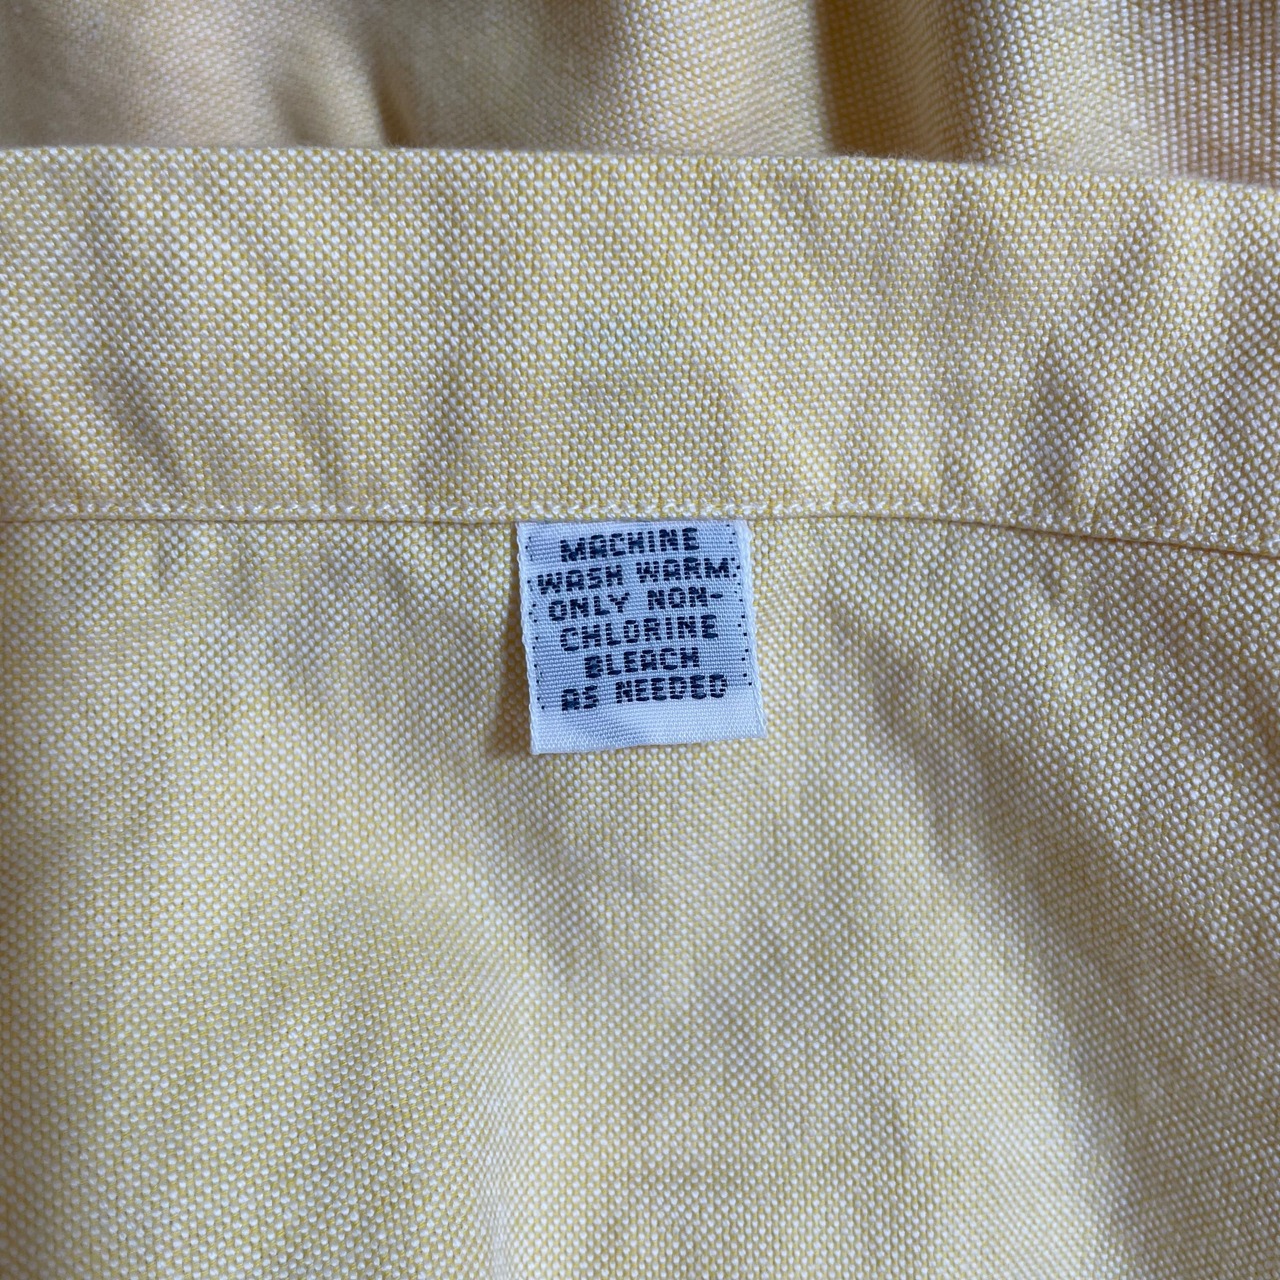 MACHINE
WASH WARM
ONLY NON-
CHLORINE
BLEACH
AS NEEDED